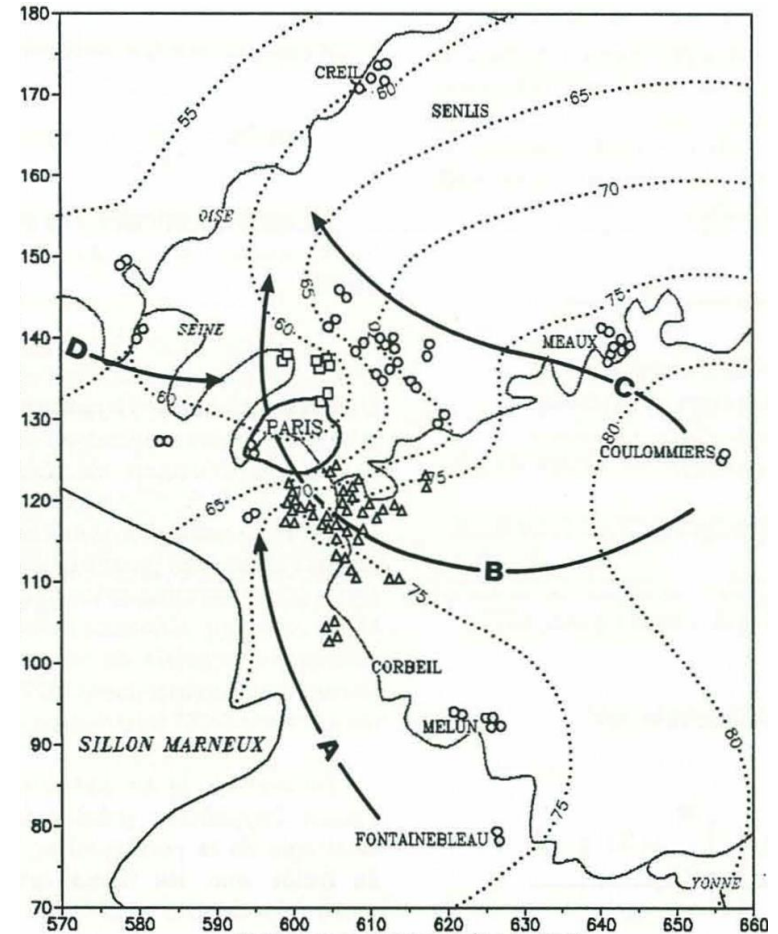 180
170
160
150
140
130
120
110
100
90
80
70
570
580
590
600
610
620
630
640
650
660
CREIL
SENLIS
OISE
SEINE
PARIS
MEAUX
COULOMMIERS
CORBEIL
MELUN
FONTAINEBLEAU
YONNE
SILLON MARNEUX
A
B
C
D
55
60
65
70
75
60
65
60
80
75
65
70
75
75
80